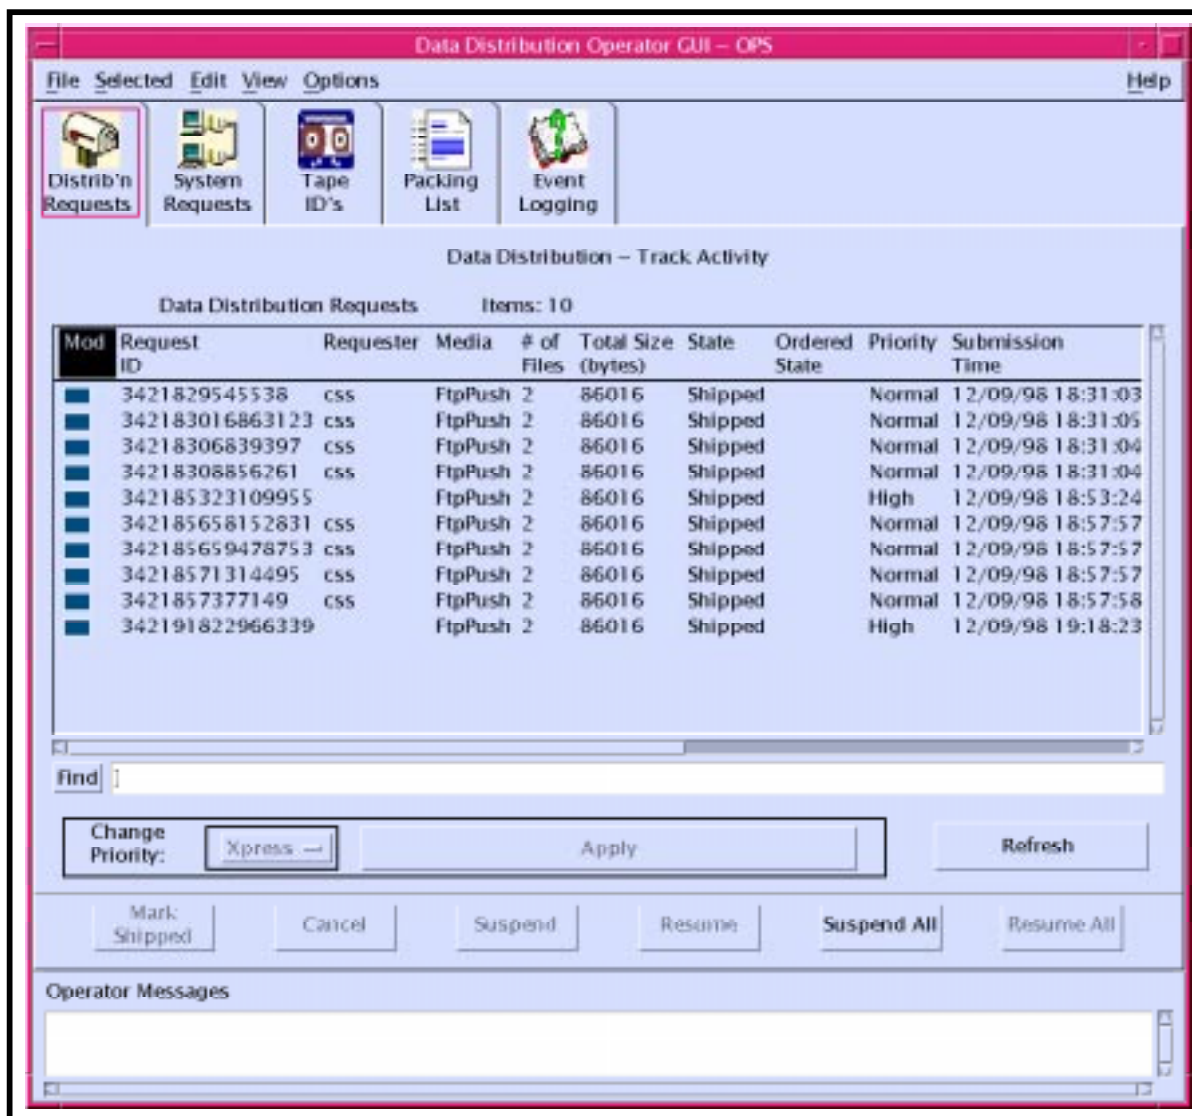 Data Distribution Operator GUI – OPS
File Selected Edit View Options Help
Distrib'n Requests
System Requests
Tape ID's
Packing List
Event Logging
Data Distribution – Track Activity
Data Distribution Requests Items: 10
Mod Request ID Requester Media # of Files Total Size (bytes) State Ordered State Priority Submission Time
3421829545538 css FtpPush 2 86016 Shipped Normal 12/09/98 18:31:03
342183016863123 css FtpPush 2 86016 Shipped Normal 12/09/98 18:31:05
34218306839397 css FtpPush 2 86016 Shipped Normal 12/09/98 18:31:04
34218308856261 css FtpPush 2 86016 Shipped Normal 12/09/98 18:31:04
342185323109955 FtpPush 2 86016 Shipped High 12/09/98 18:53:24
342185658152831 css FtpPush 2 86016 Shipped Normal 12/09/98 18:57:57
342185659478753 css FtpPush 2 86016 Shipped Normal 12/09/98 18:57:57
34218571314495 css FtpPush 2 86016 Shipped Normal 12/09/98 18:57:57
3421857377149 css FtpPush 2 86016 Shipped Normal 12/09/98 18:57:58
342191822966339 FtpPush 2 86016 Shipped High 12/09/98 19:18:23
Find
Change Priority: Xpress Apply Refresh
Mark Shipped Cancel Suspend Resume Suspend All Resume All
Operator Messages